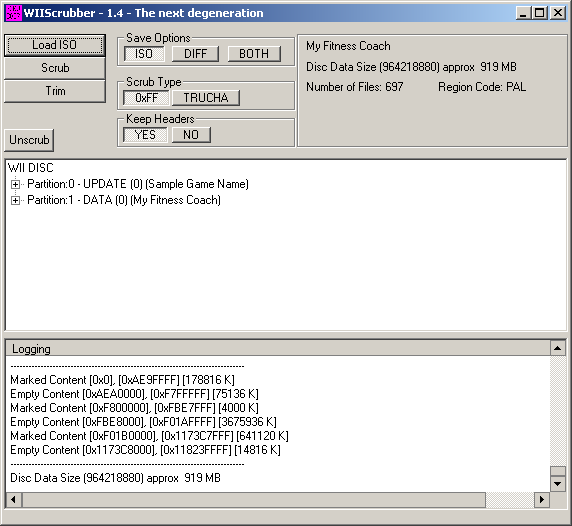 WIIScrubber - 1.4 - The next degeneration
Load ISO
Scrub
Trim
Unscrub
Save Options
ISO DIFF BOTH
Scrub Type
0xFF TRUCHA
Keep Headers
YES NO
My Fitness Coach
Disc Data Size (964218880) approx  919 MB
Number of Files: 697 Region Code: PAL
WII DISC
Partition:0 - UPDATE (0) (Sample Game Name)
Partition:1 - DATA (0) (My Fitness Coach)
Logging
------------------------------------------------------------------------------
Marked Content [0x0], [0xAE9FFFF] [178816 K]
Empty Content [0xAEA0000], [0xF7FFFFF] [75136 K]
Marked Content [0xF800000], [0xFBE7FFF] [4000 K]
Empty Content [0xFBE8000], [0xF01AFFFF] [3675936 K]
Marked Content [0xF01B0000], [0x1173C7FFF] [641120 K]
Empty Content [0x1173C8000], [0x11823FFFF] [14816 K]
------------------------------------------------------------------------------
Disc Data Size (964218880) approx  919 MB